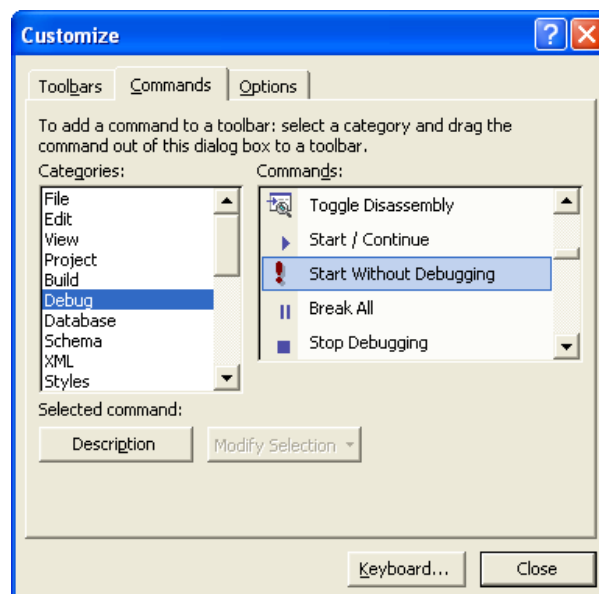 Customize
Toolbars Commands Options
To add a command to a toolbar: select a category and drag the
command out of this dialog box to a toolbar.
Categories: Commands:
File
Edit
View
Project
Build
Debug
Database
Schema
XML
Styles
Toggle Disassembly
Start / Continue
Start Without Debugging
Break All
Stop Debugging
Selected command:
Description Modify Selection
Keyboard... Close